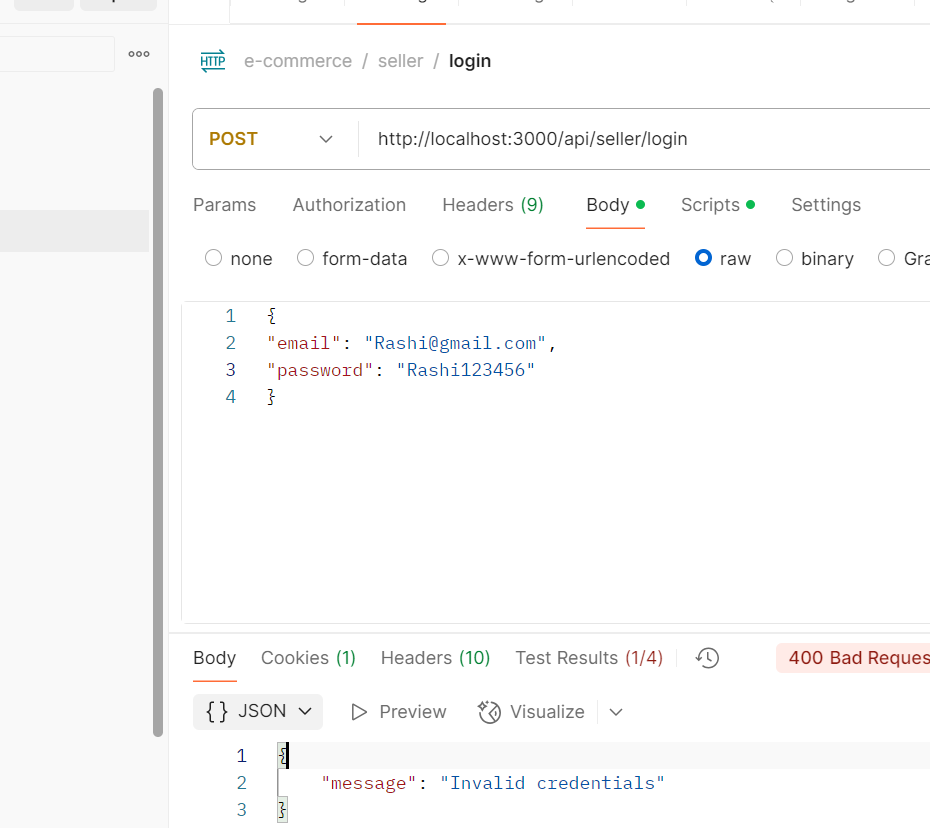 HTTP e-commerce / seller / login
POST http://localhost:3000/api/seller/login
Params Authorization Headers (9) Body Scripts Settings
none form-data x-www-form-urlencoded raw binary
1 {
2 "email": "Rashi@gmail.com",
3 "password": "Rashi123456"
4 }
Body Cookies (1) Headers (10) Test Results (1/4) 400 Bad Reques
{} JSON Preview Visualize
1 {
2 "message": "Invalid credentials"
3 }